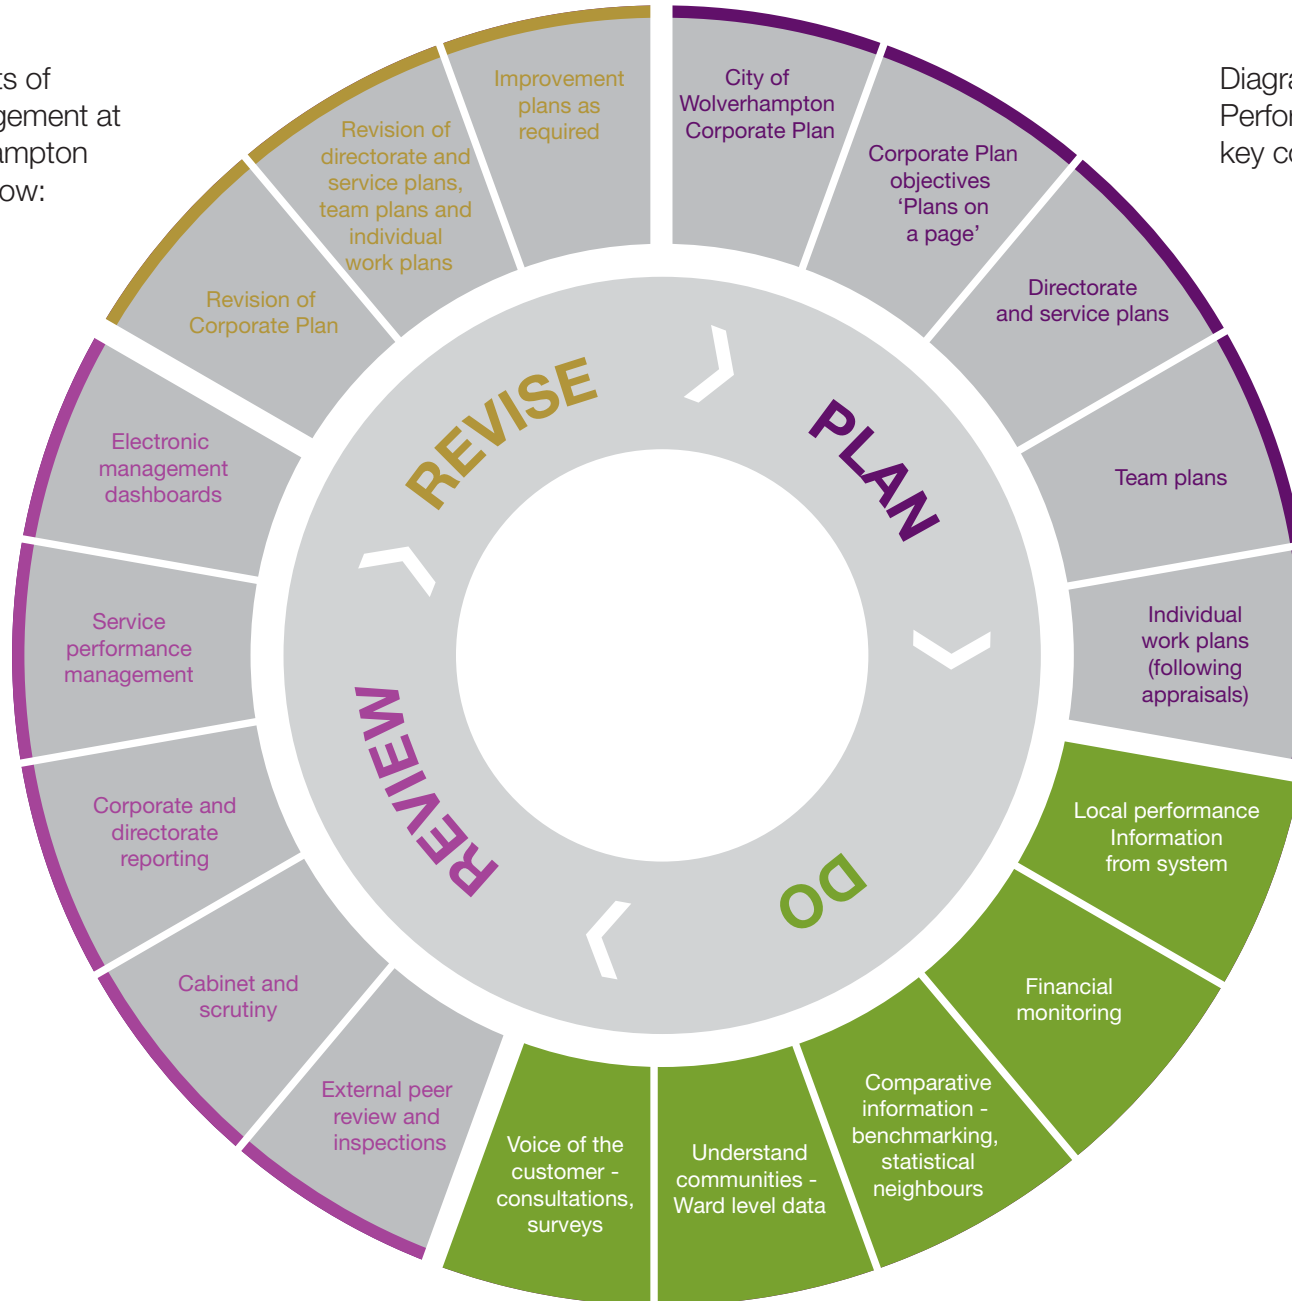 ts of
gement at
ampton
ow:
Diagra
Perfor
key co
City of
Wolverhampton
Corporate Plan
Corporate Plan
objectives
‘Plans on
a page’
Directorate
and service plans
Team plans
Individual
work plans
(following
appraisals)
Local performance
Information
from system
Financial
monitoring
Comparative
information -
benchmarking,
statistical
neighbours
Understand
communities -
Ward level data
Voice of the
customer -
consultations,
surveys
External peer
review and
inspections
Cabinet and
scrutiny
Corporate and
directorate
reporting
Service
performance
management
Electronic
management
dashboards
Revision of
Corporate Plan
Revision of
directorate and
service plans,
team plans and
individual
work plans
Improvement
plans as
required
PLAN
DO
REVIEW
REVISE